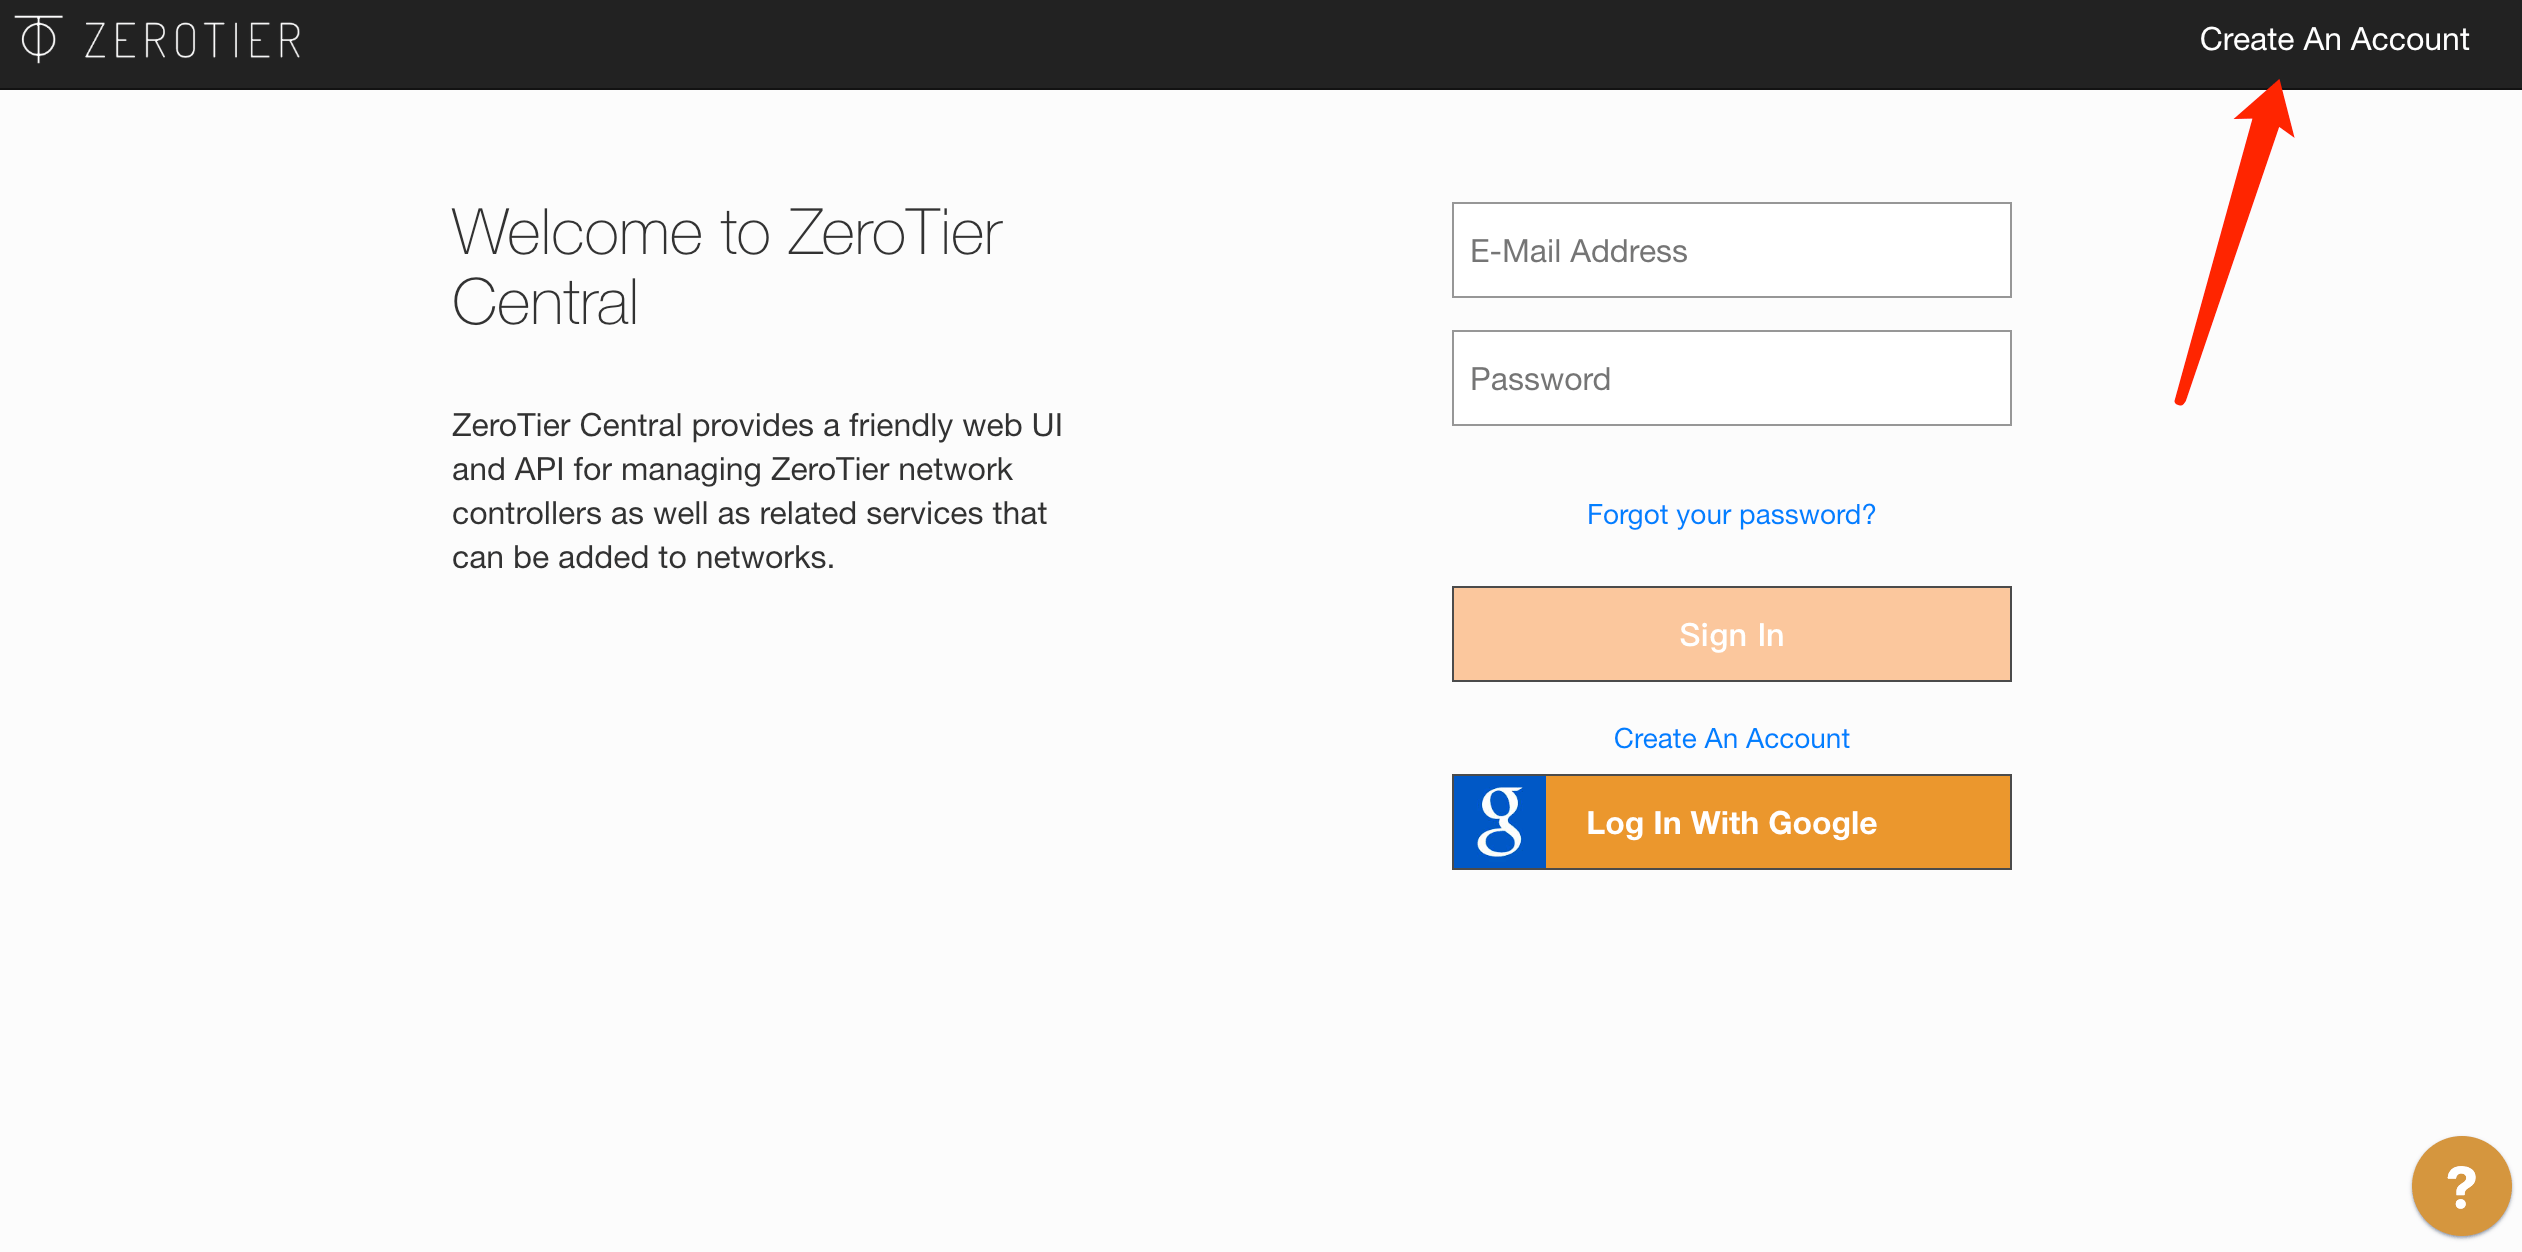 ZEROTIER
Create An Account
Welcome to ZeroTier
Central
ZeroTier Central provides a friendly web UI
and API for managing ZeroTier network
controllers as well as related services that
can be added to networks.
E-Mail Address
Password
Forgot your password?
Sign In
Create An Account
g
Log In With Google
?